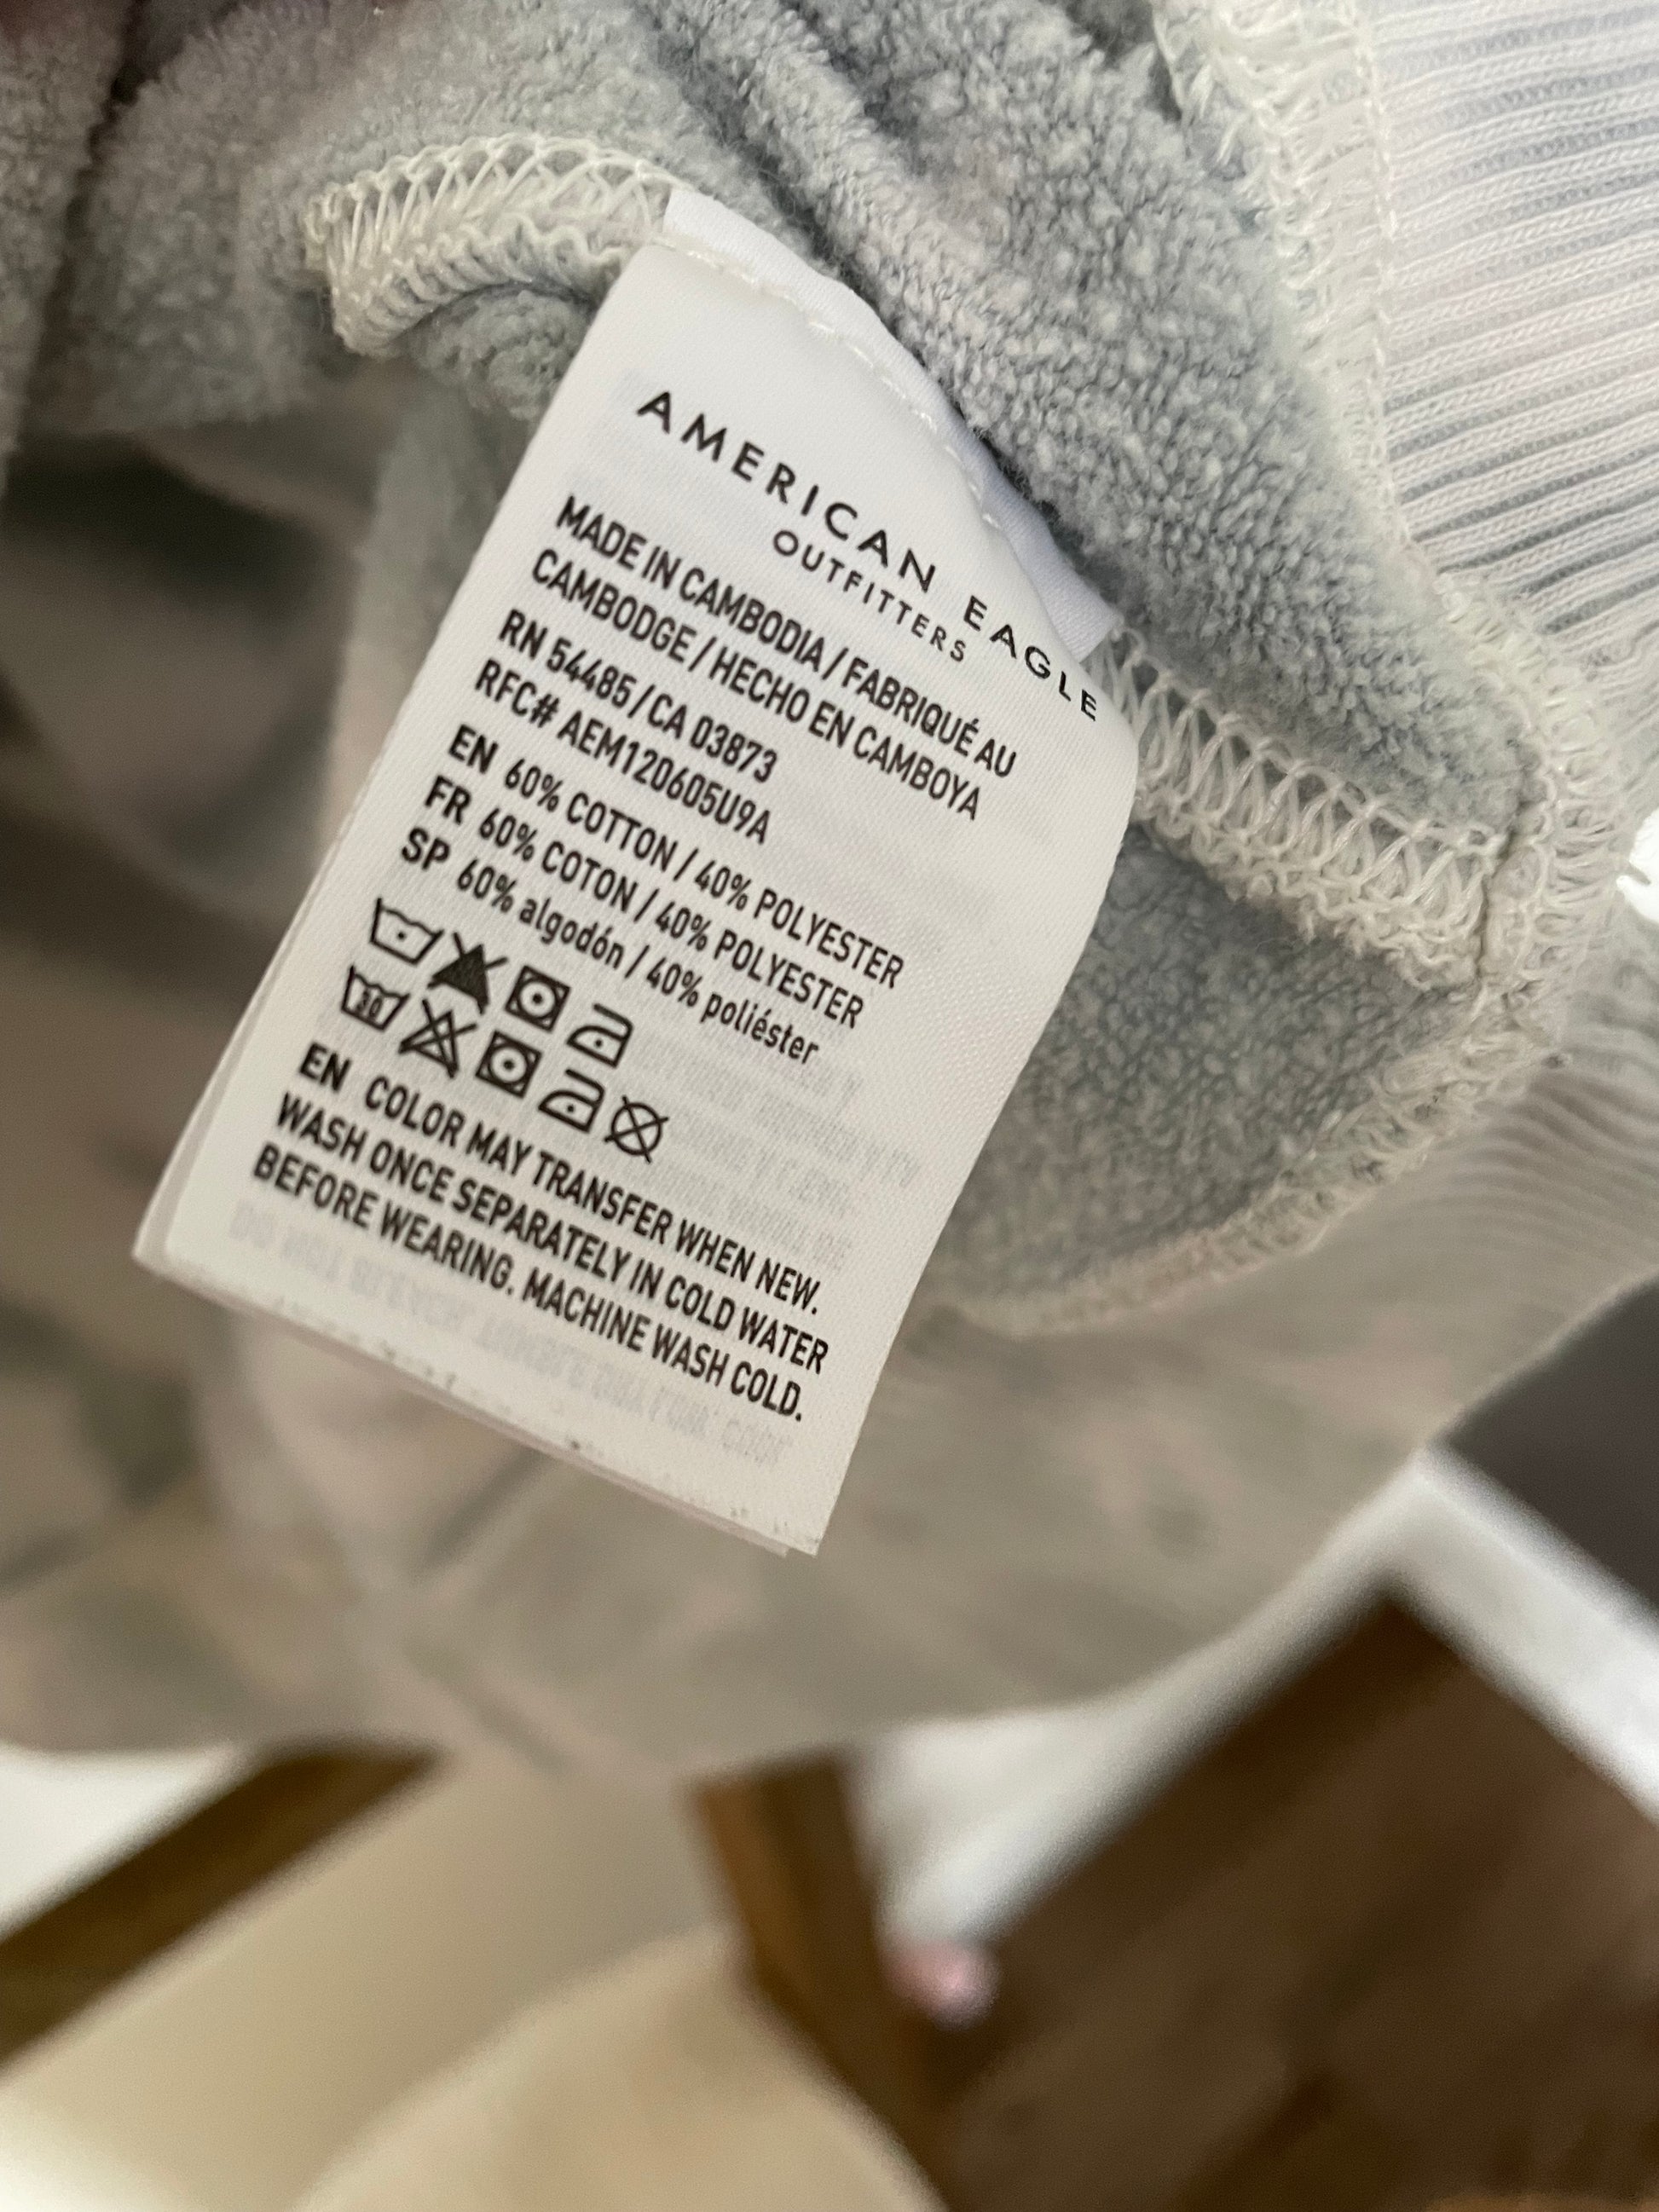 AMERICAN EAGLE
OUTFITTERS
MADE IN CAMBODIA / FABRIQUÉ AU
CAMBODGE / HECHO EN CAMBOYA
RN 54485 / CA 03873
RFC# AEM120605U9A
EN 60% COTTON / 40% POLYESTER
FR 60% COTON / 40% POLYESTER
SP 60% algodón / 40% poliéster
30
EN COLOR MAY TRANSFER WHEN NEW.
WASH ONCE SEPARATELY IN COLD WATER
BEFORE WEARING. MACHINE WASH COLD.